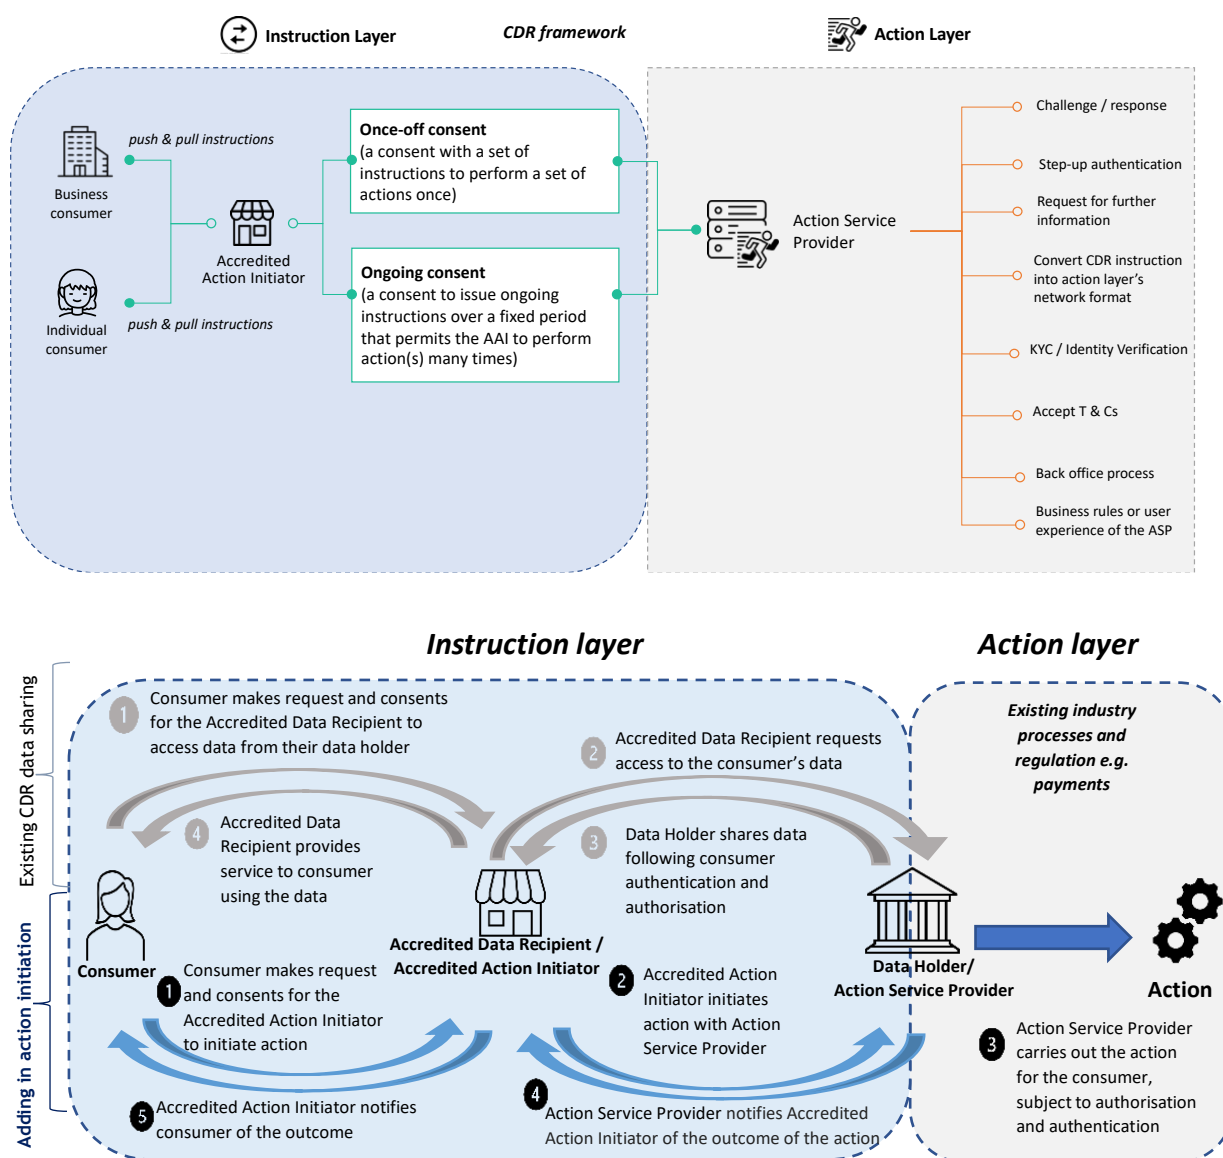 Instruction Layer
CDR framework
Action Layer
push & pull instructions
Business
consumer
Individual
consumer
push & pull instructions
Accredited
Action Initiator
Once-off consent
(a consent with a set of
instructions to perform a set of
actions once)
Ongoing consent
(a consent to issue ongoing
instructions over a fixed period
that permits the AAI to perform
action(s) many times)
Action Service
Provider
Challenge / response
Step-up authentication
Request for further
information
Convert CDR instruction
into action layer's
network format
KYC / Identity Verification
Accept T & Cs
Back office process
Business rules or user
experience of the ASP
Instruction layer
Action layer
Existing CDR data sharing
Adding in action initiation
1
Consumer makes request and consents
for the Accredited Data Recipient to
access data from their data holder
2
Accredited Data Recipient requests
access to the consumer's data
Existing industry
processes and
regulation e.g.
payments
4
Accredited Data
Recipient provides
service to consumer
using the data
3
Data Holder shares data
following consumer
authentication and
authorisation
Consumer
Accredited Data Recipient /
Accredited Action Initiator
Data Holder/
Action Service Provider
Action
1
Consumer makes request
and consents for the
Accredited Action Initiator
to initiate action
2
Accredited Action
Initiator initiates
action with Action
Service Provider
3
Action Service Provider
carries out the action
for the consumer,
subject to authorisation
and authentication
5
Accredited Action Initiator notifies
consumer of the outcome
4
Action Service Provider notifies Accredited
Action Initiator of the outcome of the action